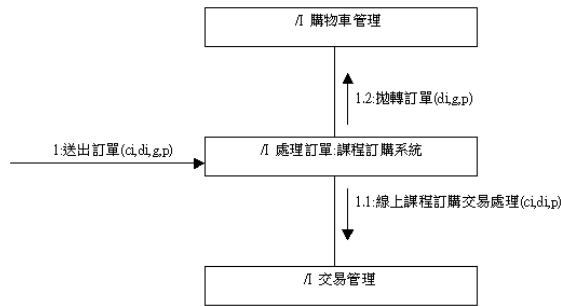 /I 購物車管理
1.2:拋轉訂單(di,g,p)
1:送出訂單(ci,di,g,p)
/I 處理訂單:課程訂購系統
1.1:線上課程訂購交易處理(ci,di,p)
/I 交易管理